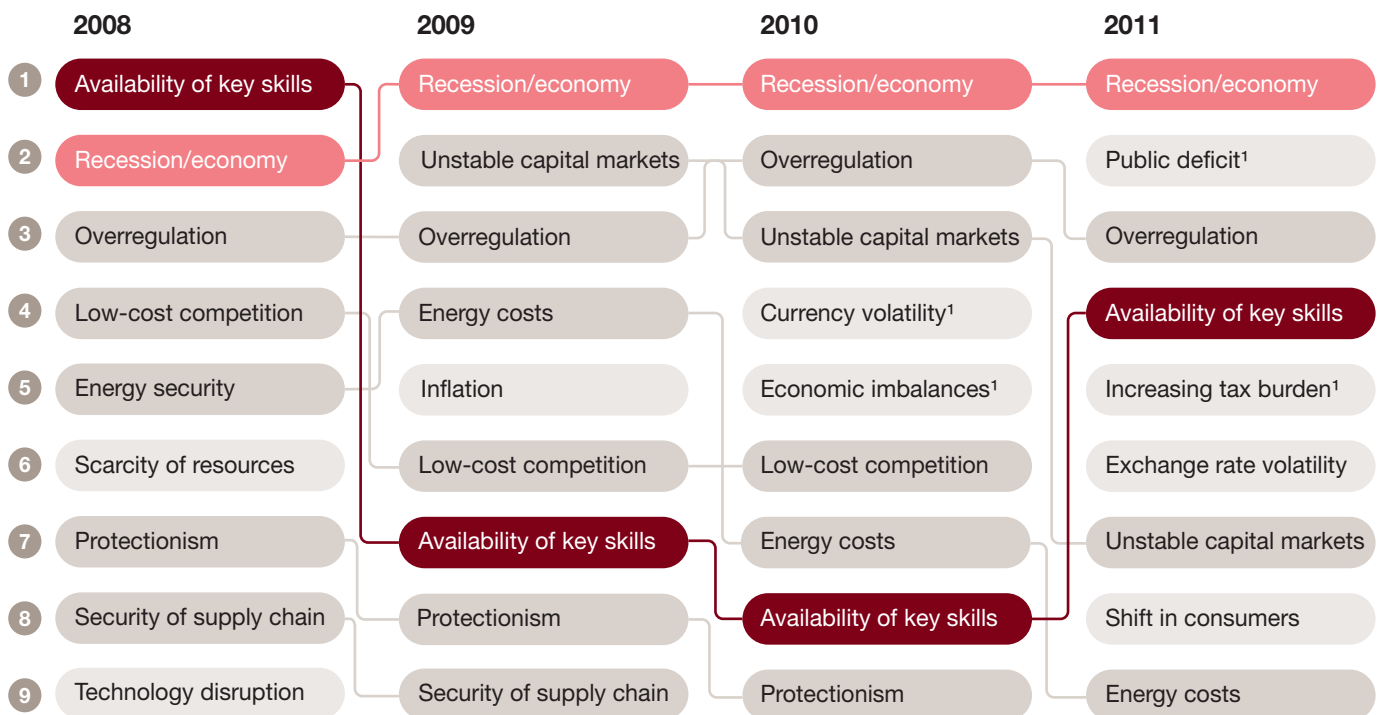 2008 2009 2010 2011
1 Availability of key skills Recession/economy Recession/economy Recession/economy
2 Recession/economy Unstable capital markets Overregulation Public deficit¹
3 Overregulation Overregulation Unstable capital markets Overregulation
4 Low-cost competition Energy costs Currency volatility¹ Availability of key skills
5 Energy security Inflation Economic imbalances¹ Increasing tax burden¹
6 Scarcity of resources Low-cost competition Low-cost competition Exchange rate volatility
7 Protectionism Availability of key skills Energy costs Unstable capital markets
8 Security of supply chain Protectionism Availability of key skills Shift in consumers
9 Technology disruption Security of supply chain Protectionism Energy costs